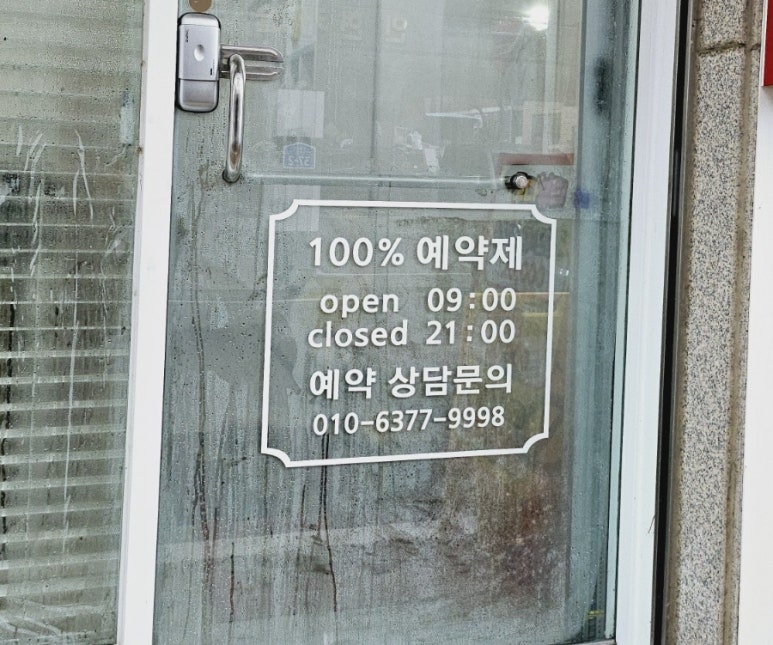 100% 예약제
open 09:00
closed 21:00
예약 상담문의
010-6377-9998